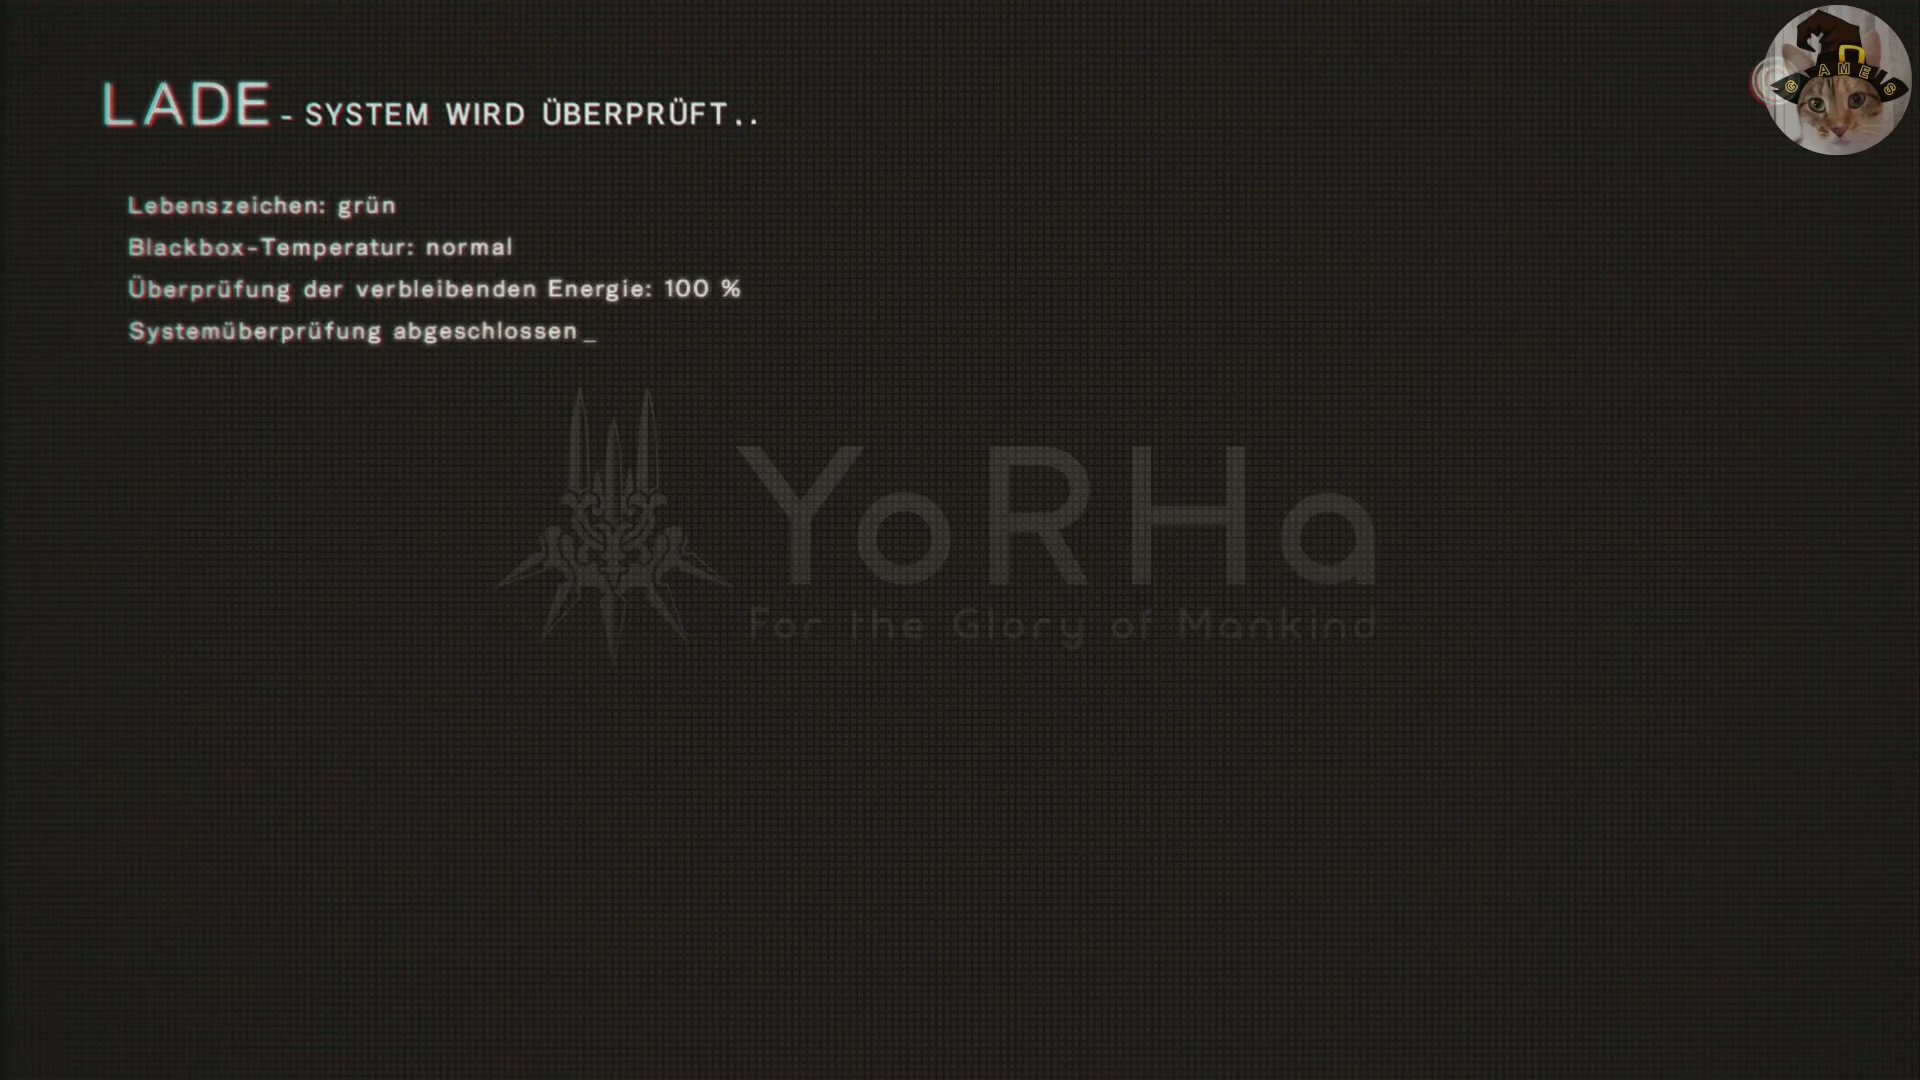 LADE - SYSTEM WIRD ÜBERPRÜFT..
Lebenszeichen: grün
Blackbox-Temperatur: normal
Überprüfung der verbleibenden Energie: 100 %
Systemüberprüfung abgeschlossen_
YoRHa
For the Glory of Mankind
GAMES